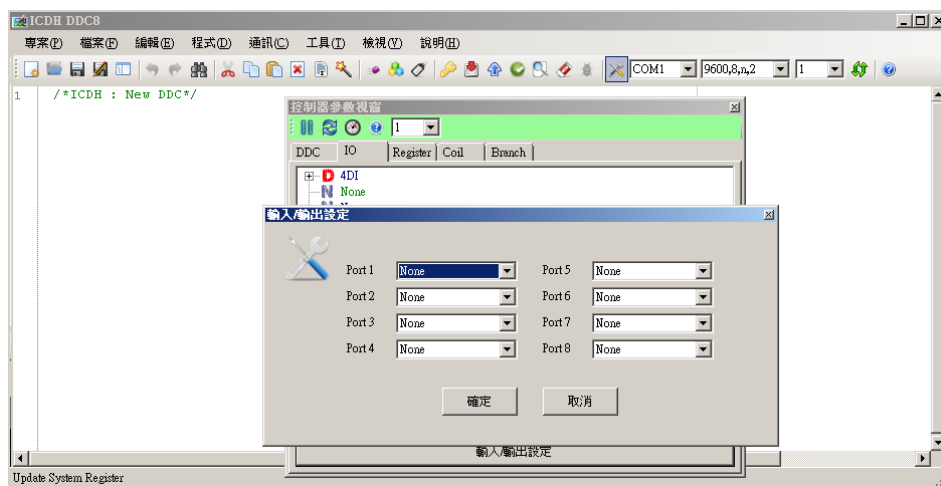 ICDH DDC8
專案(P) 檔案(F) 編輯(E) 程式(D) 通訊(C) 工具(T) 檢視(V) 說明(H)
COM1 9600,8,n,2 1
1 /*ICDH : New DDC*/
控制器參數視窗
1
DDC IO Register Coil Branch
4DI
None
輸入/輸出設定
Port 1 None Port 5 None
Port 2 None Port 6 None
Port 3 None Port 7 None
Port 4 None Port 8 None
確定 取消
輸入/輸出設定
Update System Register